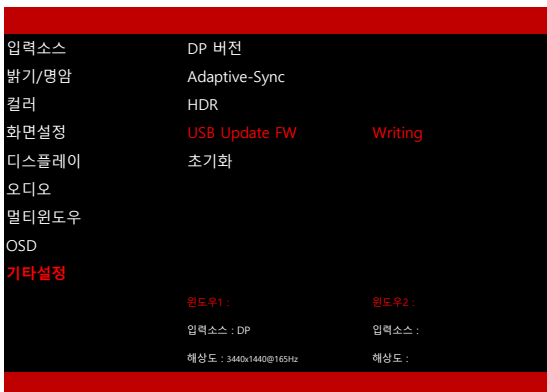 입력소스 DP 버전
밝기/명암 Adaptive-Sync
컬러 HDR
화면설정 USB Update FW Writing
디스플레이 초기화
오디오
멀티윈도우
OSD
기타설정
윈도우1 : 윈도우2 :
입력소스 : DP 입력소스 :
해상도 : 3440x1440@165Hz 해상도 :